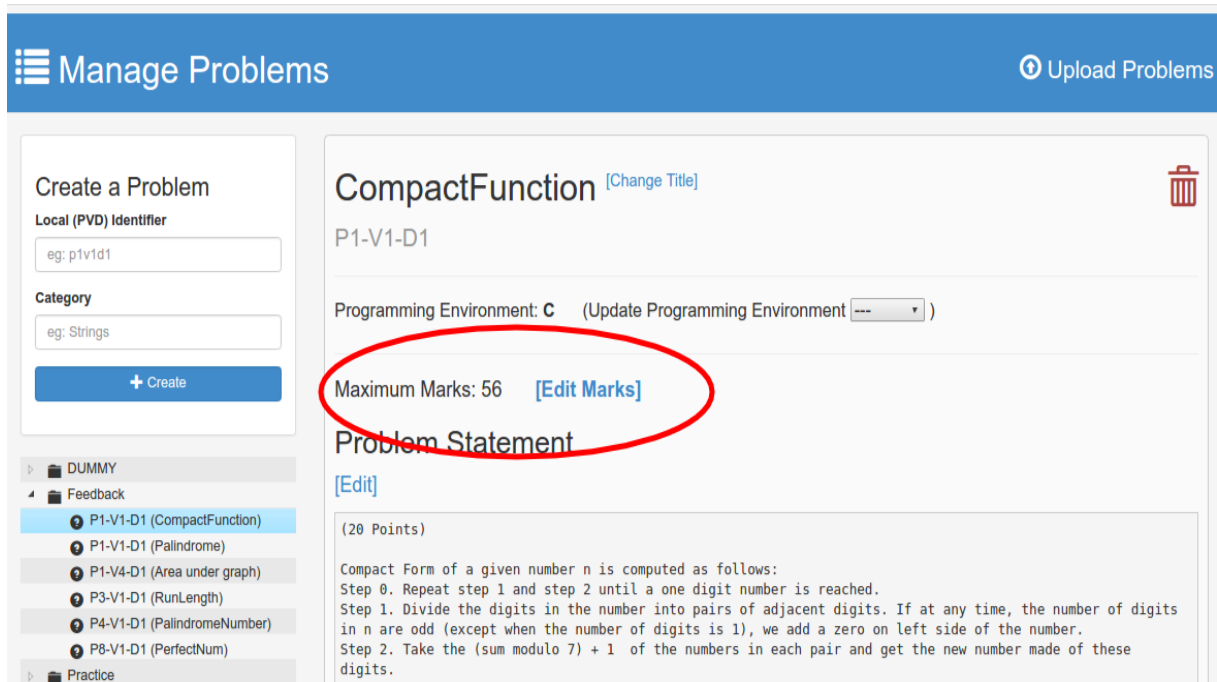 Manage Problems
Upload Problems
Create a Problem
Local (PVD) Identifier
eg: p1v1d1
Category
eg: Strings
+ Create
DUMMY
Feedback
P1-V1-D1 (CompactFunction)
P1-V1-D1 (Palindrome)
P1-V4-D1 (Area under graph)
P3-V1-D1 (RunLength)
P4-V1-D1 (PalindromeNumber)
P8-V1-D1 (PerfectNum)
Practice
CompactFunction [Change Title]
P1-V1-D1
Programming Environment: C (Update Programming Environment --- )
Maximum Marks: 56 [Edit Marks]
Problem Statement
[Edit]
(20 Points)
Compact Form of a given number n is computed as follows:
Step 0. Repeat step 1 and step 2 until a one digit number is reached.
Step 1. Divide the digits in the number into pairs of adjacent digits. If at any time, the number of digits
in n are odd (except when the number of digits is 1), we add a zero on left side of the number.
Step 2. Take the (sum modulo 7) + 1 of the numbers in each pair and get the new number made of these
digits.